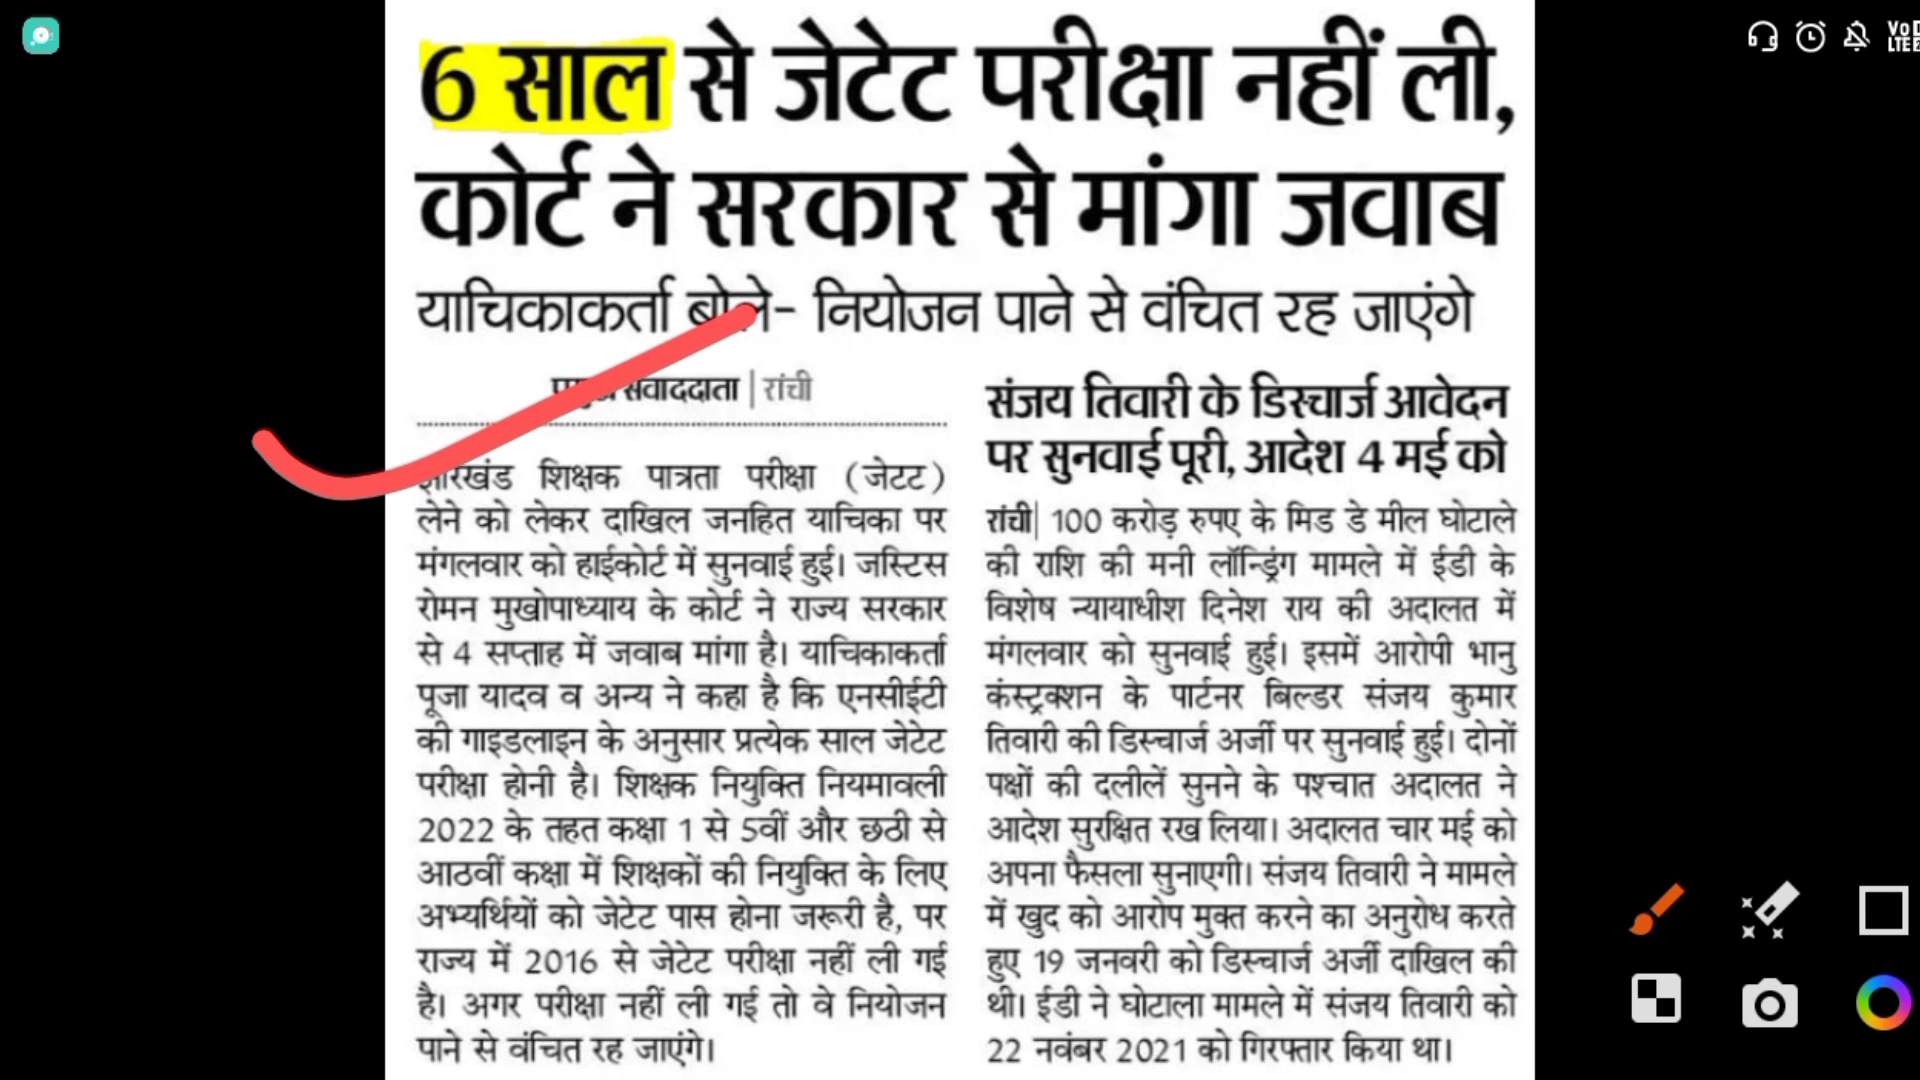 6 साल से जेटेट परीक्षा नहीं ली,
कोर्ट ने सरकार से मांगा जवाब
याचिकाकर्ता बोले- नियोजन पाने से वंचित रह जाएंगे
संवाददाता | रांची
झारखंड शिक्षक पात्रता परीक्षा (जेटट)
लेने को लेकर दाखिल जनहित याचिका पर
मंगलवार को हाईकोर्ट में सुनवाई हुई। जस्टिस
रोमन मुखोपाध्याय के कोर्ट ने राज्य सरकार
से 4 सप्ताह में जवाब मांगा है। याचिकाकर्ता
पूजा यादव व अन्य ने कहा है कि एनसीईटी
की गाइडलाइन के अनुसार प्रत्येक साल जेटेट
परीक्षा होनी है। शिक्षक नियुक्ति नियमावली
2022 के तहत कक्षा 1 से 5वीं और छठी से
आठवीं कक्षा में शिक्षकों की नियुक्ति के लिए
अभ्यर्थियों को जेटेट पास होना जरूरी है, पर
राज्य में 2016 से जेटेट परीक्षा नहीं ली गई
है। अगर परीक्षा नहीं ली गई तो वे नियोजन
पाने से वंचित रह जाएंगे।
संजय तिवारी के डिस्चार्ज आवेदन
पर सुनवाई पूरी, आदेश 4 मई को
रांची| 100 करोड़ रुपए के मिड डे मील घोटाले
की राशि की मनी लॉन्ड्रिंग मामले में ईडी के
विशेष न्यायाधीश दिनेश राय की अदालत में
मंगलवार को सुनवाई हुई। इसमें आरोपी भानु
कंस्ट्रक्शन के पार्टनर बिल्डर संजय कुमार
तिवारी की डिस्चार्ज अर्जी पर सुनवाई हुई। दोनों
पक्षों की दलीलें सुनने के पश्चात अदालत ने
आदेश सुरक्षित रख लिया। अदालत चार मई को
अपना फैसला सुनाएगी। संजय तिवारी ने मामले
में खुद को आरोप मुक्त करने का अनुरोध करते
हुए 19 जनवरी को डिस्चार्ज अर्जी दाखिल की
थी। ईडी ने घोटाला मामले में संजय तिवारी को
22 नवंबर 2021 को गिरफ्तार किया था।